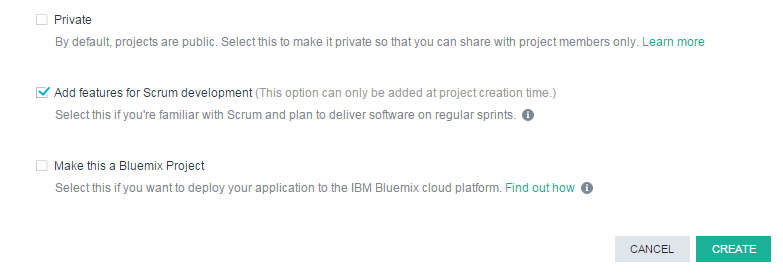 Private
By default, projects are public. Select this to make it private so that you can share with project members only. Learn more
Add features for Scrum development (This option can only be added at project creation time.)
Select this if you're familiar with Scrum and plan to deliver software on regular sprints.
Make this a Bluemix Project
Select this if you want to deploy your application to the IBM Bluemix cloud platform. Find out how
CANCEL CREATE